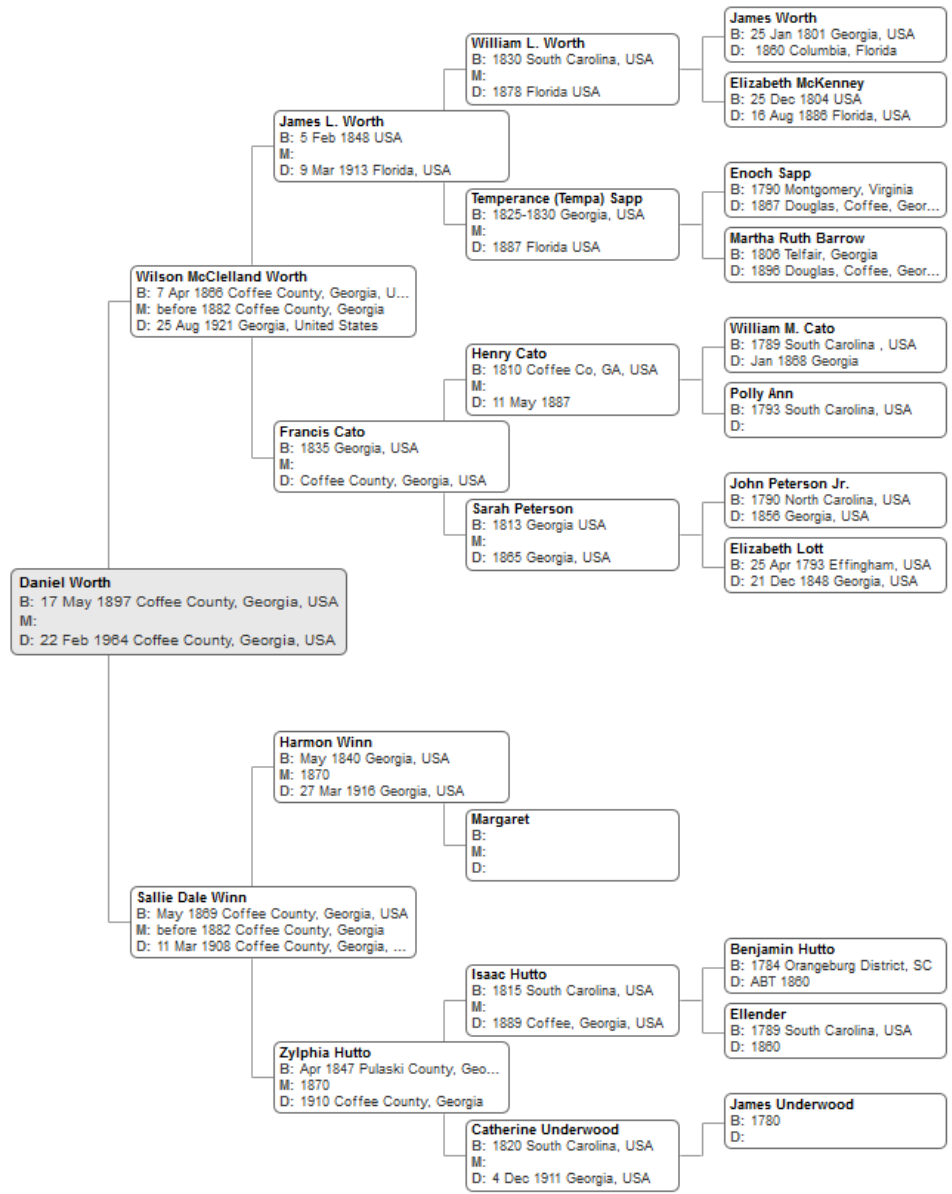 James Worth
B: 25 Jan 1801 Georgia, USA
D: 1860 Columbia, Florida
William L. Worth
B: 1830 South Carolina, USA
M:
D: 1878 Florida USA
Elizabeth McKenney
B: 25 Dec 1804 USA
D: 16 Aug 1886 Florida, USA
James L. Worth
B: 5 Feb 1848 USA
M:
D: 9 Mar 1913 Florida, USA
Enoch Sapp
B: 1790 Montgomery, Virginia
D: 1867 Douglas, Coffee, Geor...
Temperance (Tempa) Sapp
B: 1825-1830 Georgia, USA
M:
D: 1887 Florida USA
Martha Ruth Barrow
B: 1806 Telfair, Georgia
D: 1896 Douglas, Coffee, Geor...
Wilson McClelland Worth
B: 7 Apr 1866 Coffee County, Georgia, U...
M: before 1882 Coffee County, Georgia
D: 25 Aug 1921 Georgia, United States
William M. Cato
B: 1789 South Carolina , USA
D: Jan 1868 Georgia
Henry Cato
B: 1810 Coffee Co, GA, USA
M:
D: 11 May 1887
Polly Ann
B: 1793 South Carolina, USA
D:
Francis Cato
B: 1835 Georgia, USA
M:
D: Coffee County, Georgia, USA
John Peterson Jr.
B: 1790 North Carolina, USA
D: 1856 Georgia, USA
Sarah Peterson
B: 1813 Georgia USA
M:
D: 1865 Georgia, USA
Elizabeth Lott
B: 25 Apr 1793 Effingham, USA
D: 21 Dec 1848 Georgia, USA
Daniel Worth
B: 17 May 1897 Coffee County, Georgia, USA
M:
D: 22 Feb 1964 Coffee County, Georgia, USA
Harmon Winn
B: May 1840 Georgia, USA
M: 1870
D: 27 Mar 1916 Georgia, USA
Margaret
B:
M:
D:
Sallie Dale Winn
B: May 1869 Coffee County, Georgia, USA
M: before 1882 Coffee County, Georgia
D: 11 Mar 1908 Coffee County, Georgia, ...
Benjamin Hutto
B: 1784 Orangeburg District, SC
D: ABT 1860
Isaac Hutto
B: 1815 South Carolina, USA
M:
D: 1889 Coffee, Georgia, USA
Ellender
B: 1789 South Carolina, USA
D: 1860
Zylphia Hutto
B: Apr 1847 Pulaski County, Geo...
M: 1870
D: 1910 Coffee County, Georgia
James Underwood
B: 1780
D:
Catherine Underwood
B: 1820 South Carolina, USA
M:
D: 4 Dec 1911 Georgia, USA